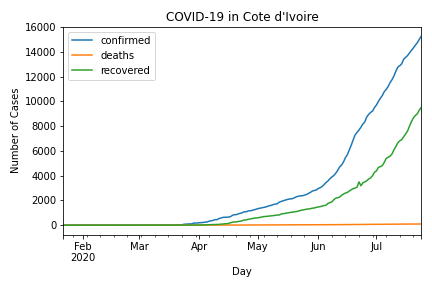 COVID-19 in Cote d'Ivoire
confirmed
deaths
recovered
Number of Cases
16000
14000
12000
10000
8000
6000
4000
2000
0
Feb Mar Apr May Jun Jul
2020
Day